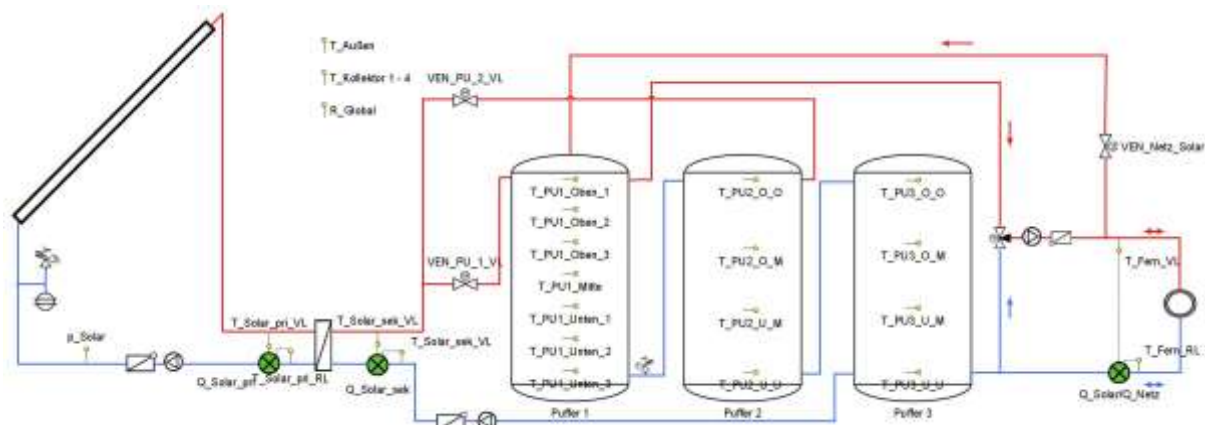 T_Außen
T_Kollektor 1 - 4
R_Global
VEN_PU_2_VL
VEN_Netz_Solar
T_PU1_Oben_1
T_PU1_Oben_2
T_PU1_Oben_3
T_PU1_Mitte
T_PU1_Unten_1
T_PU1_Unten_2
T_PU1_Unten_3
T_PU2_O_O
T_PU2_O_M
T_PU2_U_M
T_PU2_U_U
T_PU3_O_O
T_PU3_O_M
T_PU3_U_M
T_PU3_U_U
VEN_PU_1_VL
T_Fern_VL
p_Solar
T_Solar_pri_VL
T_Solar_sek_VL
T_Solar_sek_VL
T_Fern_RL
Q_Solar_pri
T_Solar_pri_RL
Q_Solar_sek
Q_Solar/Q_Netz
Puffer 1
Puffer 2
Puffer 3